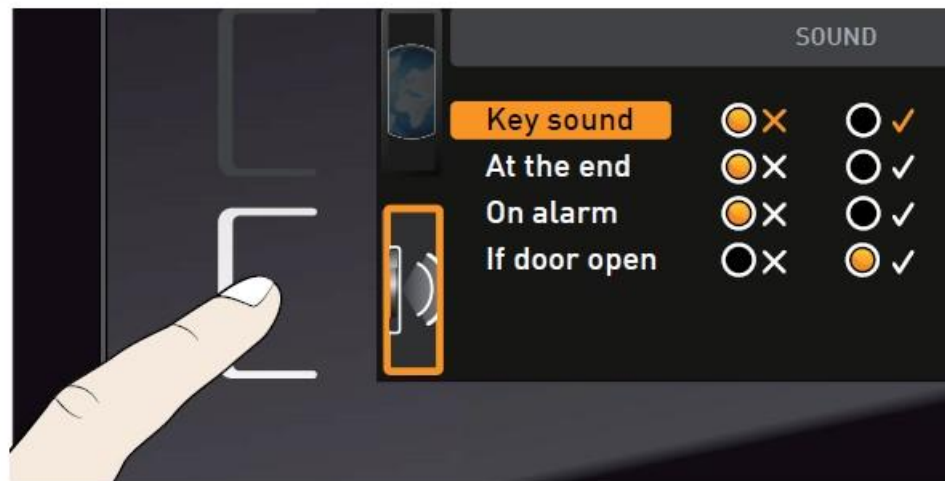 SOUND
Key sound
At the end
On alarm
If door open